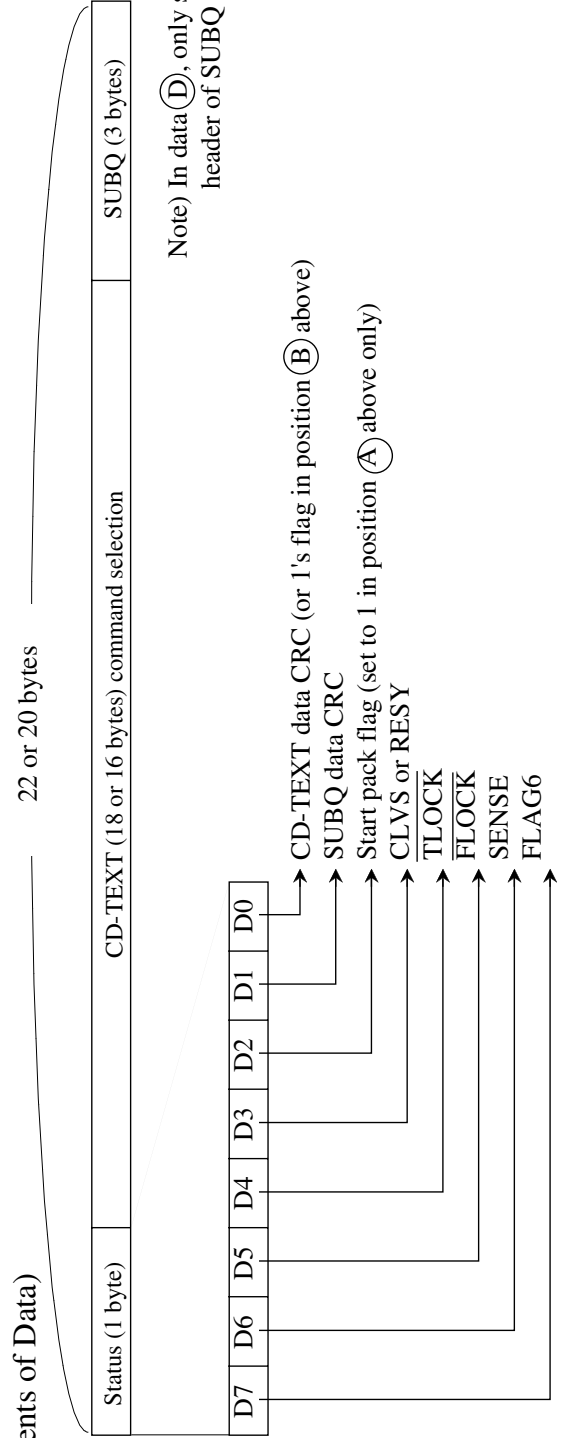 ents of Data)
22 or 20 bytes
Status (1 byte)
CD-TEXT (18 or 16 bytes) command selection
SUBQ (3 bytes)
Note) In data D, only s
header of SUBQ
D7 D6 D5 D4 D3 D2 D1 D0
CD-TEXT data CRC (or 1's flag in position B above)
SUBQ data CRC
Start pack flag (set to 1 in position A above only)
CLVS or RESY
TLOCK
FLOCK
SENSE
FLAG6